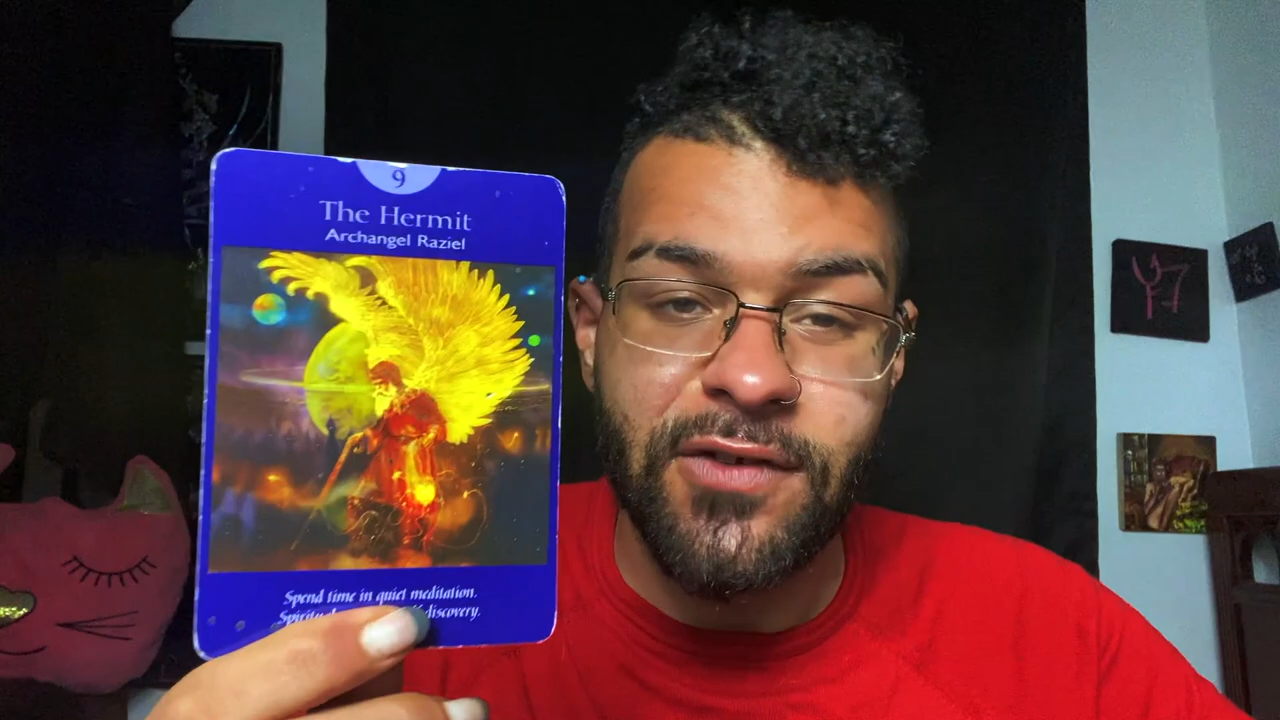 9
The Hermit
Archangel Raziel
Spend time in quiet meditation.
discovery.